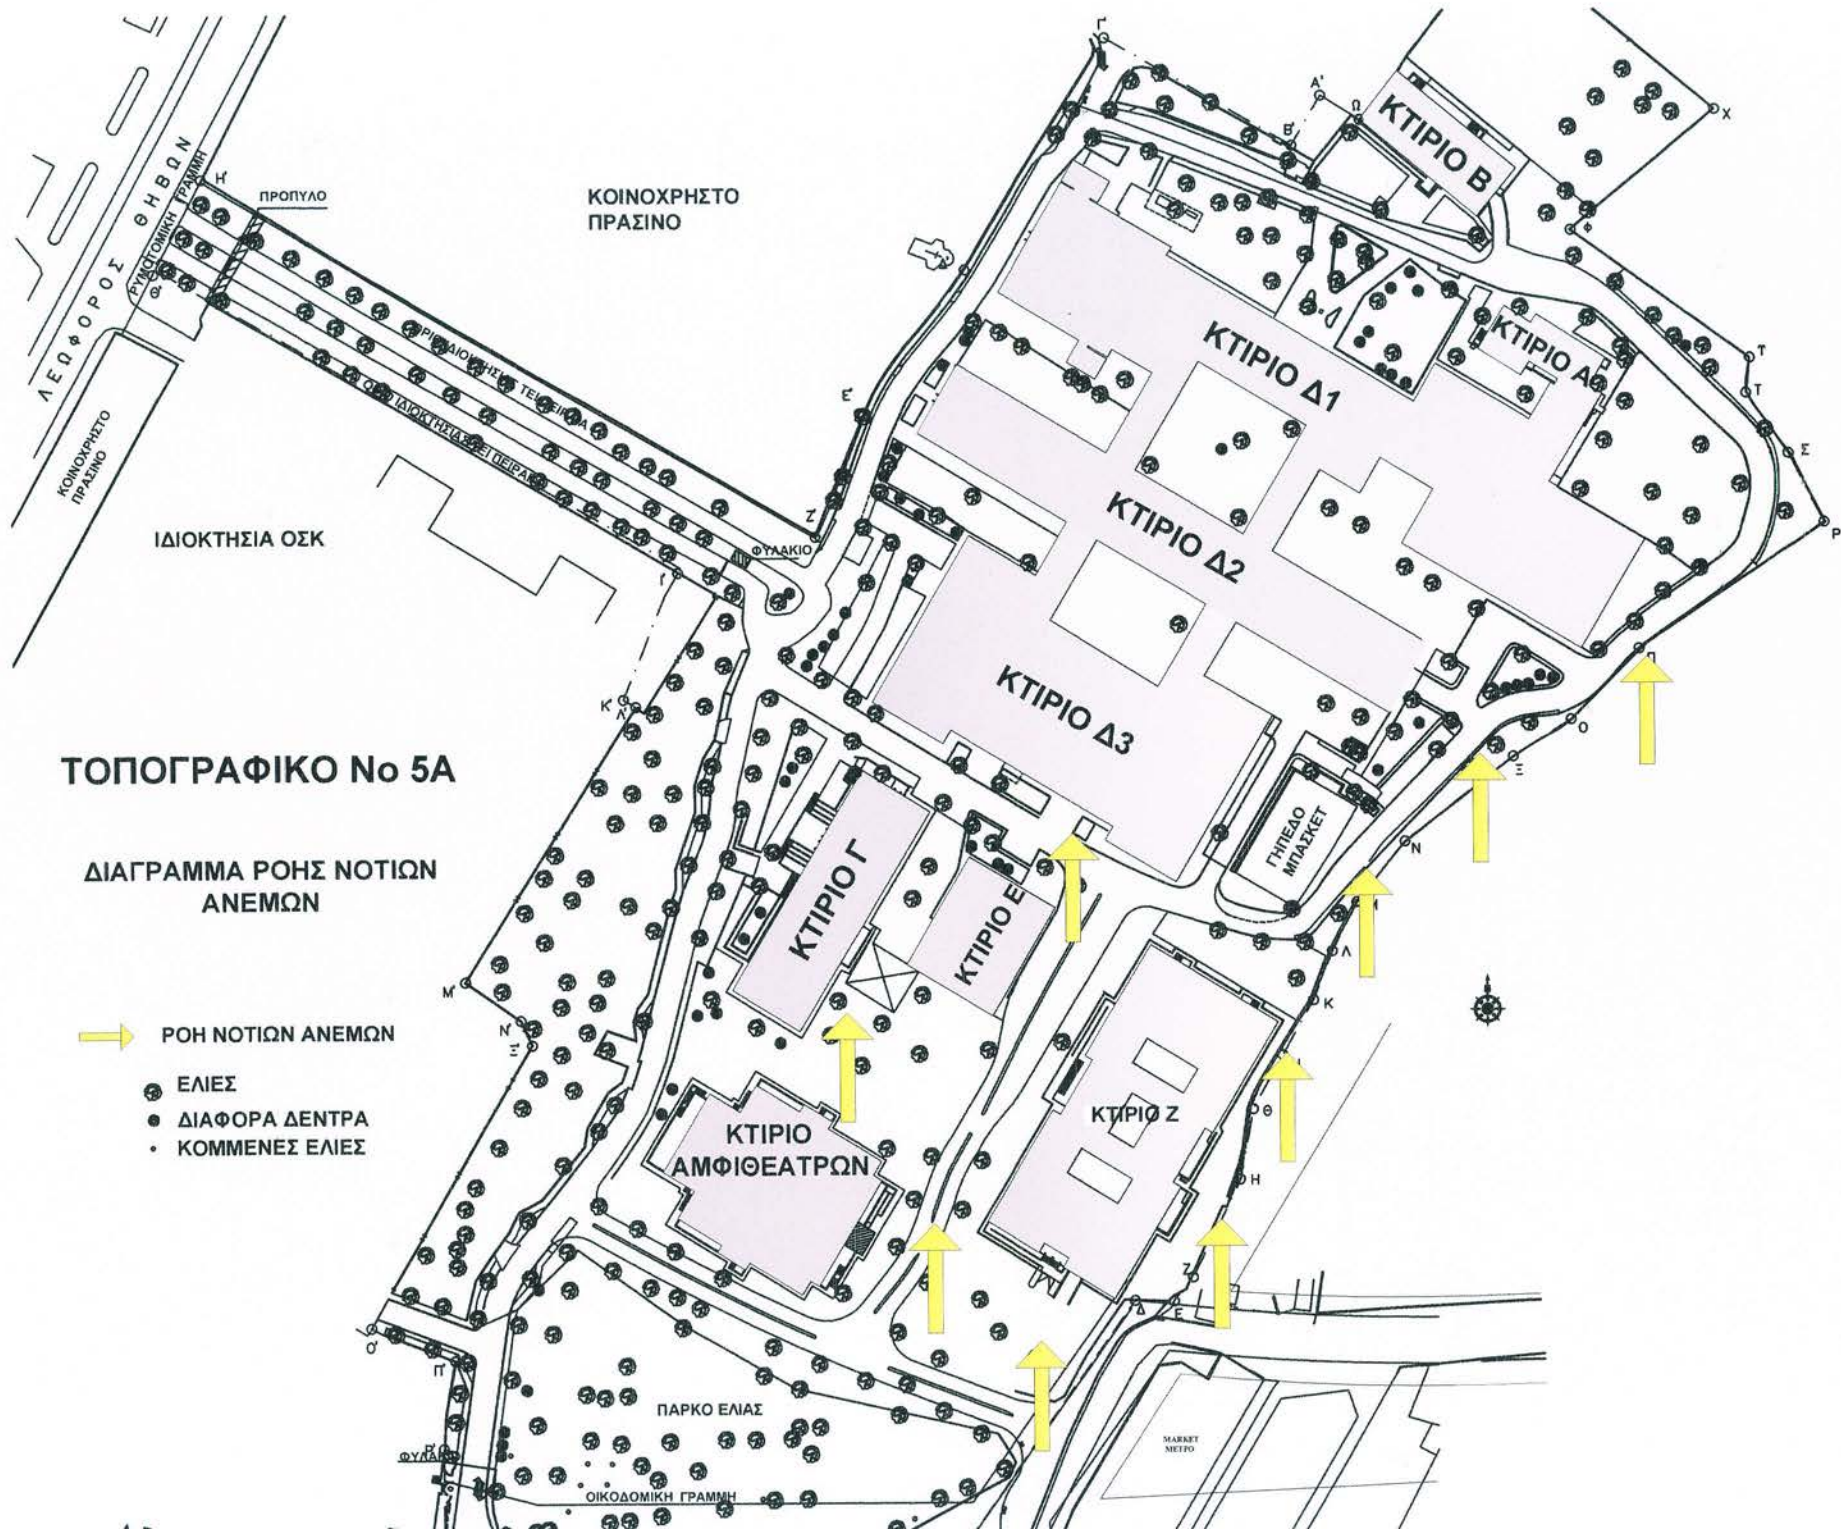 Γ'
Α'
Ω
Β'
Χ
ΚΤΙΡΙΟ Β
Φ
Η'
ΠΡΟΠΥΛΟ
ΚΟΙΝΟΧΡΗΣΤΟ
ΠΡΑΣΙΝΟ
ΛΕΩΦΟΡΟΣ ΘΗΒΩΝ
ΡΥΜΟΤΟΜΙΚΗ ΓΡΑΜΜΗ
Θ'
ΚΤΙΡΙΟ Δ1
ΚΤΙΡΙΟ Α
Τ
Τ
Ε'
Σ
ΚΟΙΝΟΧΡΗΣΤΟ
ΠΡΑΣΙΝΟ
Ρ
Ζ'
ΙΔΙΟΚΤΗΣΙΑ ΟΣΚ
ΦΥΛΑΚΙΟ
ΚΤΙΡΙΟ Δ2
Ι'
Π
Κ'
Λ'
ΚΤΙΡΙΟ Δ3
Ο
Ξ
ΤΟΠΟΓΡΑΦΙΚΟ Νο 5Α
ΓΗΠΕΔΟ
ΜΠΑΣΚΕΤ
Ν
ΔΙΑΓΡΑΜΜΑ ΡΟΗΣ ΝΟΤΙΩΝ
ΑΝΕΜΩΝ
ΚΤΙΡΙΟ Γ
ΚΤΙΡΙΟ Ε
Λ
Μ'
Κ
Ν'
Ξ'
ΡΟΗ ΝΟΤΙΩΝ ΑΝΕΜΩΝ
ΕΛΙΕΣ
ΔΙΑΦΟΡΑ ΔΕΝΤΡΑ
ΚΟΜΜΕΝΕΣ ΕΛΙΕΣ
ΚΤΙΡΙΟ Ζ
Θ
ΚΤΙΡΙΟ
ΑΜΦΙΘΕΑΤΡΩΝ
Η
Ζ
Δ
Ε
Ο'
Π'
ΠΑΡΚΟ ΕΛΙΑΣ
MARKET
ΜΕΤΡΟ
Ρ'
ΟΙΚΟΔΟΜΙΚΗ ΓΡΑΜΜΗ